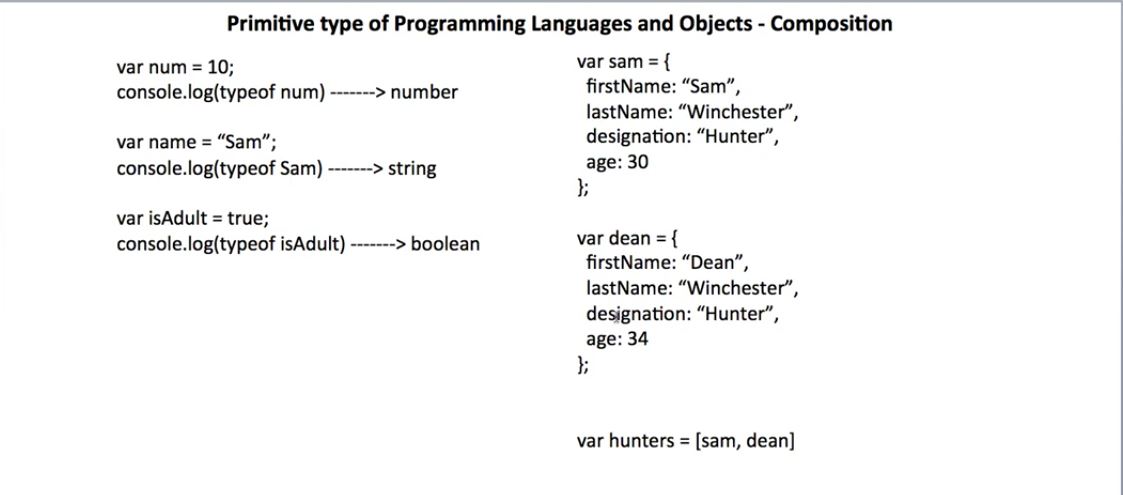 Primitive type of Programming Languages and Objects - Composition
var num = 10;
console.log(typeof num) -------> number
var name = “Sam”;
console.log(typeof Sam) -------> string
var isAdult = true;
console.log(typeof isAdult) -------> boolean
var sam = {
firstName: “Sam”,
lastName: “Winchester”,
designation: “Hunter”,
age: 30
};
var dean = {
firstName: “Dean”,
lastName: “Winchester”,
designation: “Hunter”,
age: 34
};
var hunters = [sam, dean]